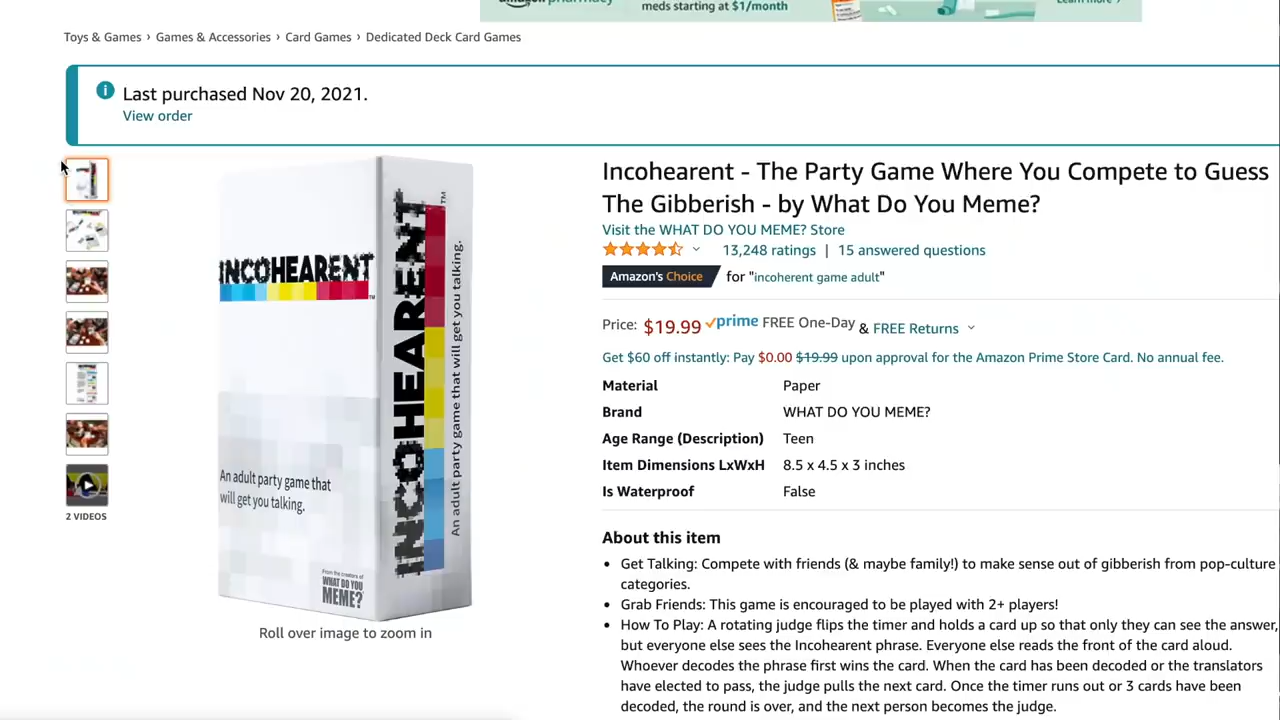 amazon pharmacy
meds starting at $1/month
Learn more ›
Toys & Games › Games & Accessories › Card Games › Dedicated Deck Card Games
Last purchased Nov 20, 2021.
View order
Incohearent - The Party Game Where You Compete to Guess
The Gibberish - by What Do You Meme?
Visit the WHAT DO YOU MEME? Store
13,248 ratings | 15 answered questions
Amazon's Choice for "incoherent game adult"
Price: $19.99 prime FREE One-Day & FREE Returns
Get $60 off instantly: Pay $0.00 $19.99 upon approval for the Amazon Prime Store Card. No annual fee.
Material Paper
Brand WHAT DO YOU MEME?
Age Range (Description) Teen
Item Dimensions LxWxH 8.5 x 4.5 x 3 inches
Is Waterproof False
About this item
• Get Talking: Compete with friends (& maybe family!) to make sense out of gibberish from pop-culture
categories.
• Grab Friends: This game is encouraged to be played with 2+ players!
• How To Play: A rotating judge flips the timer and holds a card up so that only they can see the answer,
but everyone else sees the Incohearent phrase. Everyone else reads the front of the card aloud.
Whoever decodes the phrase first wins the card. When the card has been decoded or the translators
have elected to pass, the judge pulls the next card. Once the timer runs out or 3 cards have been
decoded, the round is over, and the next person becomes the judge.
INCOHEARENT™
An adult party game that
will get you talking.
From the creators of
WHAT DO YOU
MEME?
INCOHEARENT™
An adult party game that will get you talking.
2 VIDEOS
Roll over image to zoom in